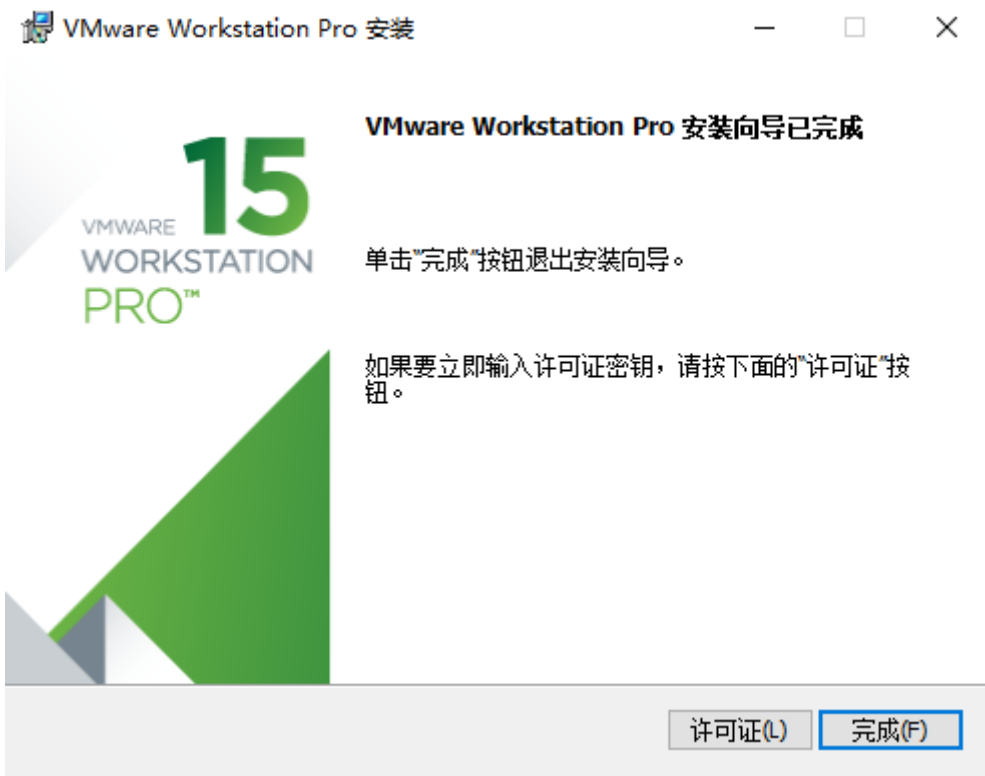 VMware Workstation Pro 安装
VMware Workstation Pro 安装向导已完成
15
VMWARE
WORKSTATION
PRO™
单击"完成"按钮退出安装向导。
如果要立即输入许可证密钥，请按下面的"许可证"按
钮。
许可证(L) 完成(F)